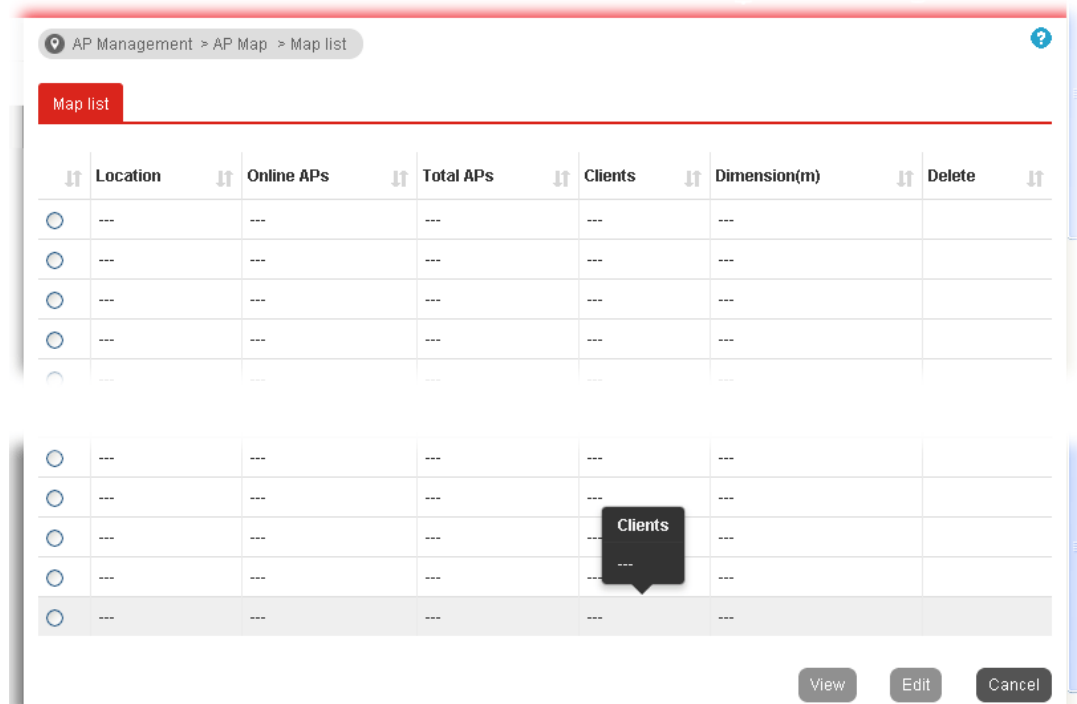 AP Management > AP Map > Map list
?
Map list
Location Online APs Total APs Clients Dimension(m) Delete
--- --- --- --- ---
--- --- --- --- ---
--- --- --- --- ---
--- --- --- --- ---
--- --- --- --- ---
--- --- --- --- ---
--- --- --- --- ---
Clients
--- --- --- --- ---
---
--- --- --- --- ---
--- --- --- --- ---
View Edit Cancel